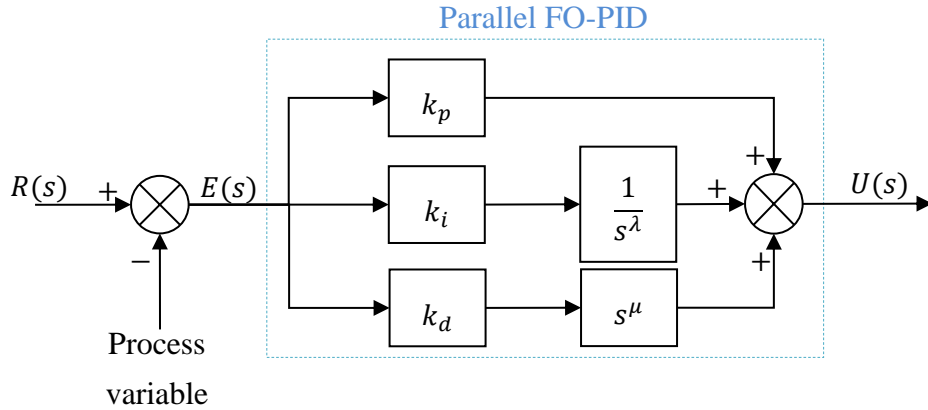 Parallel FO-PID
k_p
+
R(s) + E(s) k_i 1/s^λ + U(s)
− +
k_d s^μ
Process
variable